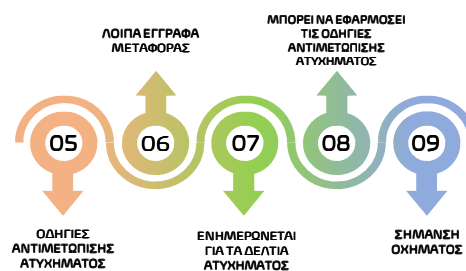 ΛΟΙΠΑ ΕΓΓΡΑΦΑ
ΜΕΤΑΦΟΡΑΣ
ΜΠΟΡΕΙ ΝΑ ΕΦΑΡΜΟΣΕΙ
ΤΙΣ ΟΔΗΓΙΕΣ
ΑΝΤΙΜΕΤΩΠΙΣΗΣ
ΑΤΥΧΗΜΑΤΟΣ
05
06
07
08
09
ΟΔΗΓΙΕΣ
ΑΝΤΙΜΕΤΩΠΙΣΗΣ
ΑΤΥΧΗΜΑΤΟΣ
ΕΝΗΜΕΡΩΝΕΤΑΙ
ΓΙΑ ΤΑ ΔΕΛΤΙΑ
ΑΤΥΧΗΜΑΤΟΣ
ΣΗΜΑΝΣΗ
ΟΧΗΜΑΤΟΣ